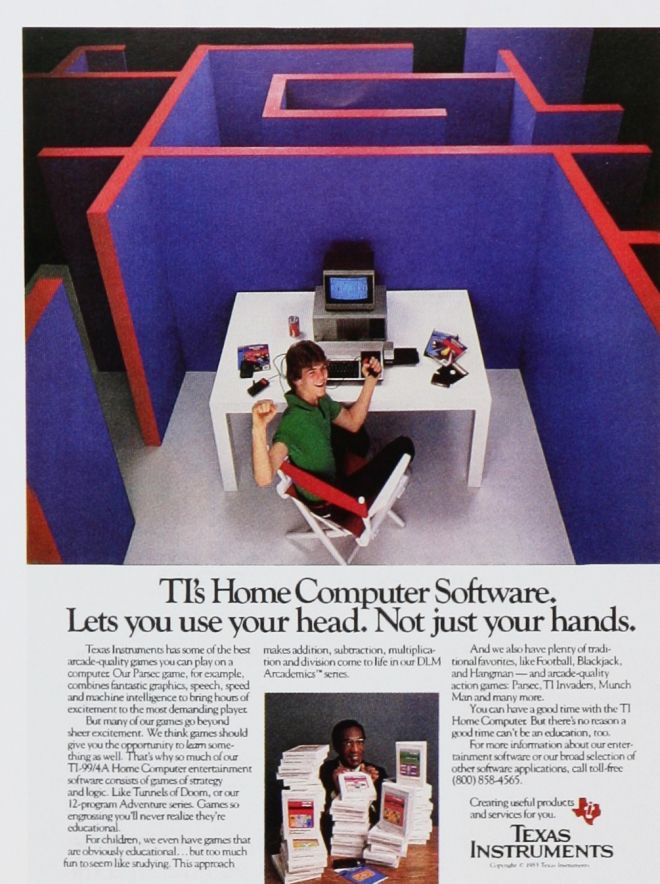 TI's Home Computer Software.
Lets you use your head. Not just your hands.
Texas Instruments has some of the best
arcade-quality games you can play on a
computer. Our Parsec game, for example,
combines fantastic graphics, speech, speed
and machine intelligence to bring hours of
excitement to the most demanding player.
But many of our games go beyond
sheer excitement. We think games should
give you the opportunity to learn some-
thing as well. That's why so much of our
TI-99/4A Home Computer entertainment
software consists of games of strategy
and logic. Like Tunnels of Doom, or our
12-program Adventure series. Games so
engrossing you'll never realize they're
educational.
For children, we even have games that
are obviously educational...but too much
fun to seem like studying. This approach
makes addition, subtraction, multiplica-
tion and division come to life in our DLM
Arcademics™ series.
And we also have plenty of tradi-
tional favorites, like Football, Blackjack,
and Hangman — and arcade-quality
action games: Parsec, TI Invaders, Munch
Man and many more.
You can have a good time with the TI
Home Computer. But there's no reason a
good time can't be an education, too.
For more information about our enter-
tainment software or our broad selection of
other software applications, call toll-free
(800) 858-4565.
Creating useful products
and services for you.
TEXAS
INSTRUMENTS
Copyright © 1983 Texas Instruments